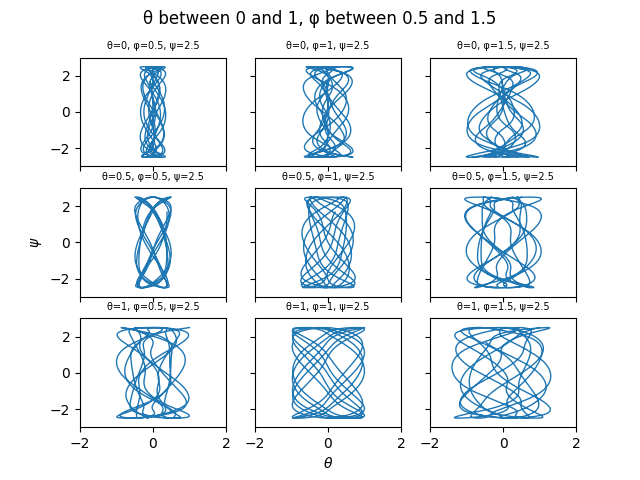 θ between 0 and 1, φ between 0.5 and 1.5
θ=0, φ=0.5, ψ=2.5 θ=0, φ=1, ψ=2.5 θ=0, φ=1.5, ψ=2.5
2
0
−2
θ=0.5, φ=0.5, ψ=2.5 θ=0.5, φ=1, ψ=2.5 θ=0.5, φ=1.5, ψ=2.5
2
ψ 0
−2
θ=1, φ=0.5, ψ=2.5 θ=1, φ=1, ψ=2.5 θ=1, φ=1.5, ψ=2.5
2
0
−2
−2 0 2 −2 0 2 −2 0 2
θ